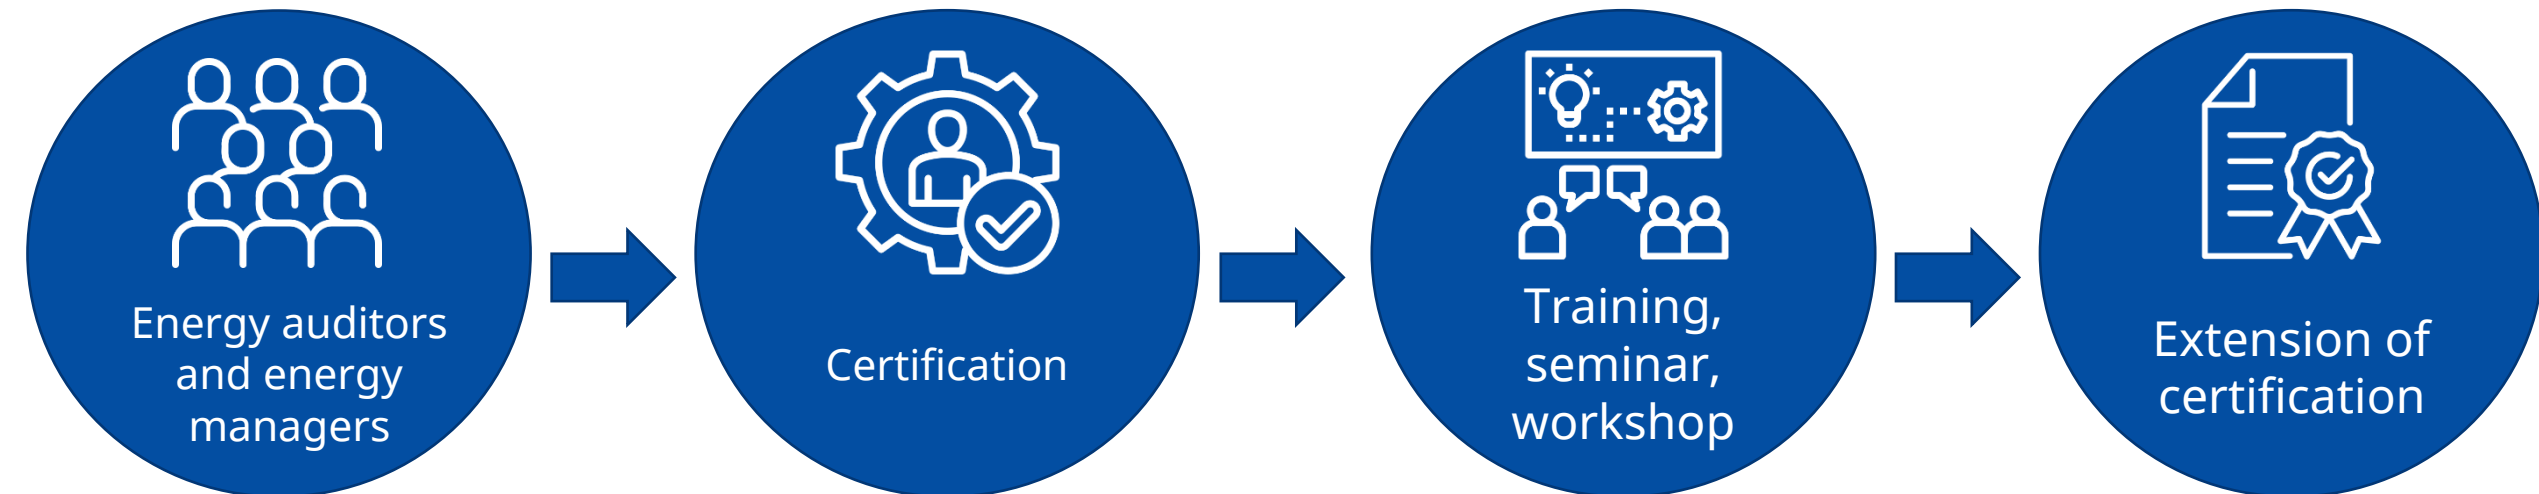 Energy auditors
and energy
managers
Certification
Training,
seminar,
workshop
Extension of
certification